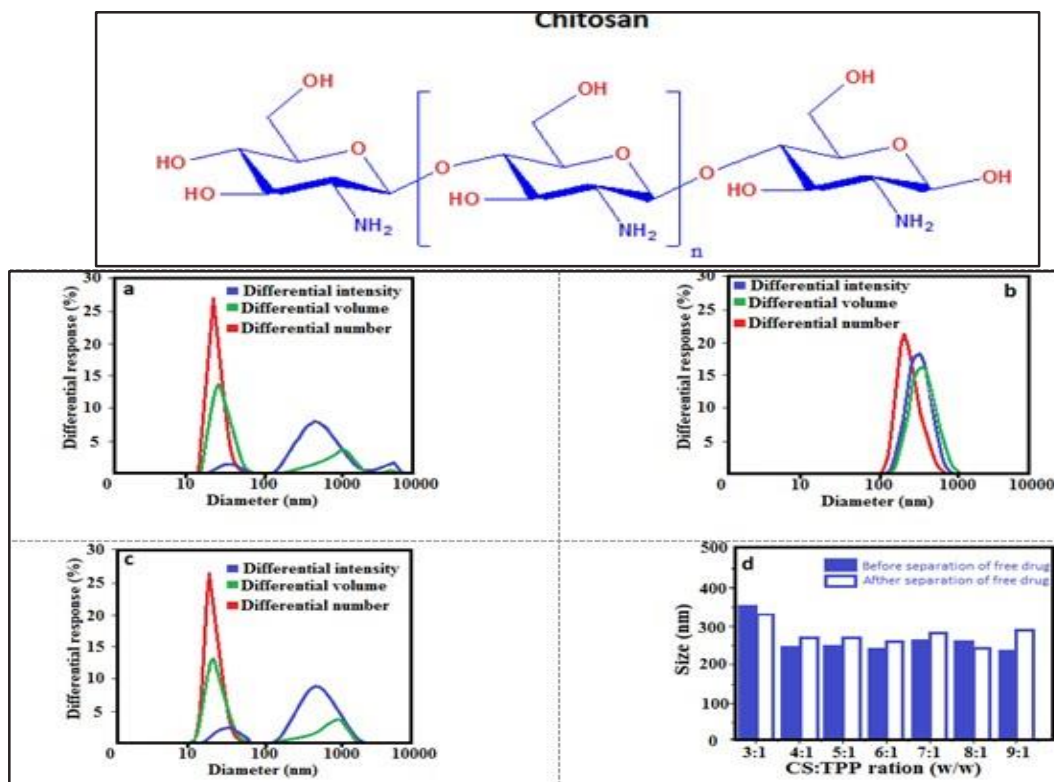 Chitosan
OH
OH
OH
O
O
O
HO
O
O
OH
HO
HO
HO
NH2
NH2
NH2
n
a
Differential intensity
Differential volume
Differential number
Differential response (%)
30
25
20
15
10
5
0
10
100
1000
10000
Diameter (nm)
b
Differential intensity
Differential volume
Differential number
Differential response (%)
30
25
20
15
10
5
0
10
100
1000
10000
Diameter (nm)
c
Differential intensity
Differential volume
Differential number
Differential response (%)
30
25
20
15
10
5
0
10
100
1000
10000
Diameter (nm)
d
Before separation of free drug
Afther separation of free drug
Size (nm)
500
400
300
200
100
0
3:1 4:1 5:1 6:1 7:1 8:1 9:1
CS:TPP ration (w/w)